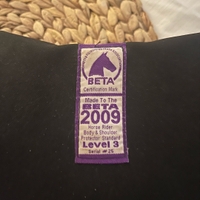 BETA
Certification Mark
Made To The
BETA
2009
Horse Rider
Body & Shoulder
Protector Standard
Level 3